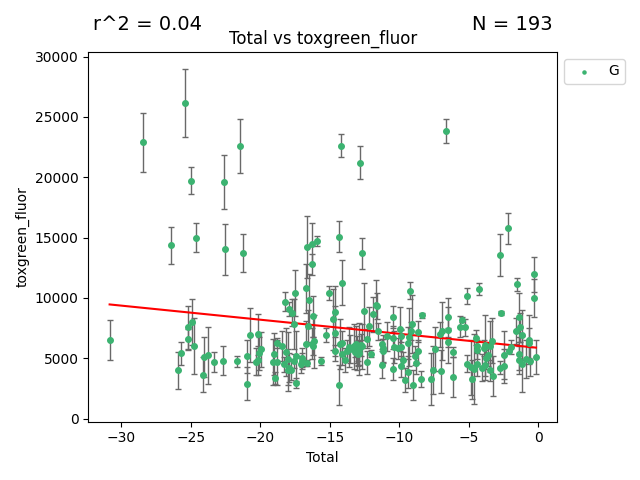 r^2 = 0.04
N = 193
Total vs toxgreen_fluor
G
30000
25000
20000
15000
10000
5000
0
toxgreen_fluor
−30
−25
−20
−15
−10
−5
0
Total